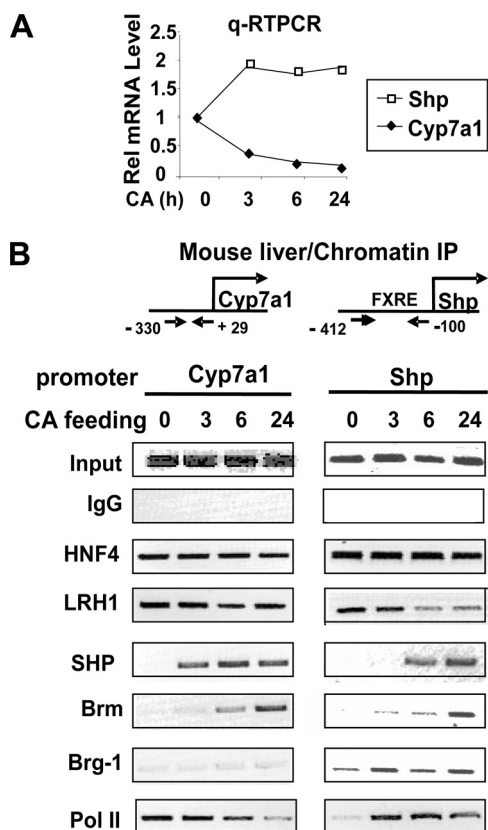 A
q-RTPCR
Rel mRNA Level
2.5
2
1.5
1
0.5
0
CA (h) 0 3 6 24
Shp
Cyp7a1
B
Mouse liver/Chromatin IP
Cyp7a1
FXRE
Shp
- 330
+ 29
- 412
-100
promoter Cyp7a1 Shp
CA feeding 0 3 6 24 0 3 6 24
Input
IgG
HNF4
LRH1
SHP
Brm
Brg-1
Pol II